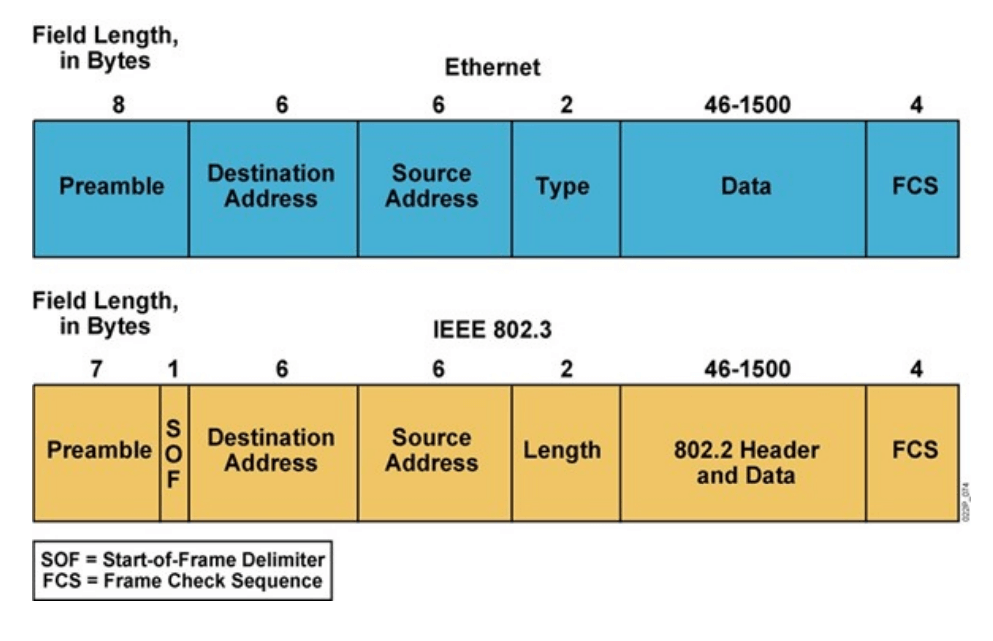 Field Length,
in Bytes
Ethernet
8 6 6 2 46-1500 4
Preamble
Destination
Address
Source
Address
Type
Data
FCS
Field Length,
in Bytes
IEEE 802.3
7 1 6 6 2 46-1500 4
Preamble
S
O
F
Destination
Address
Source
Address
Length
802.2 Header
and Data
FCS
022P_074
SOF = Start-of-Frame Delimiter
FCS = Frame Check Sequence